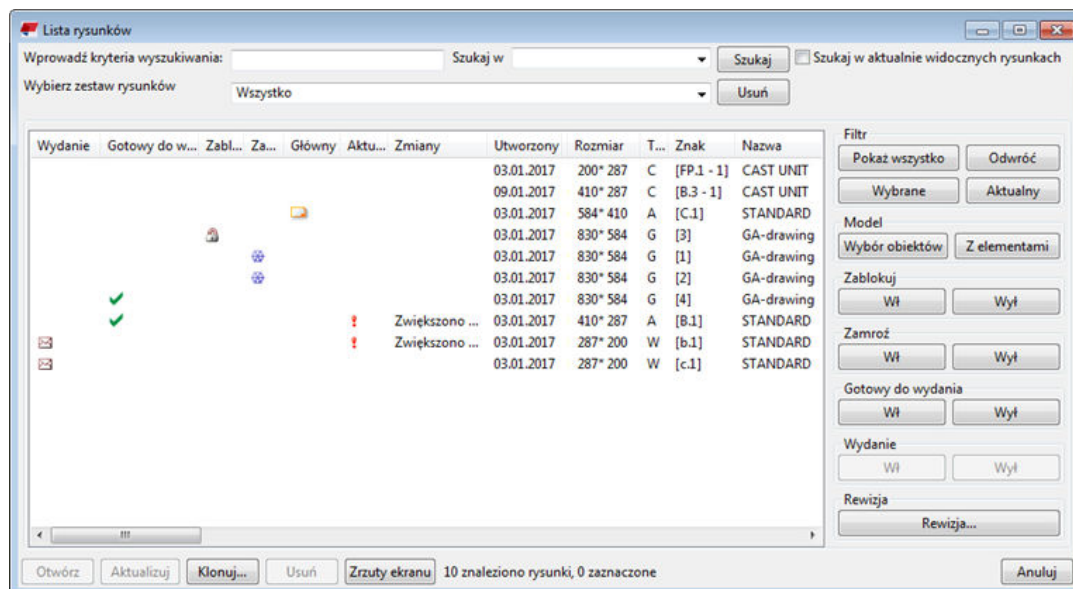 Lista rysunków
Wprowadź kryteria wyszukiwania: Szukaj w Szukaj Szukaj w aktualnie widocznych rysunkach
Wybierz zestaw rysunków Wszystko Usuń
Wydanie Gotowy do w... Zabl... Za... Główny Aktu... Zmiany Utworzony Rozmiar T... Znak Nazwa
03.01.2017 200* 287 C [FP.1 - 1] CAST UNIT
09.01.2017 410* 287 C [B.3 - 1] CAST UNIT
03.01.2017 584* 410 A [C.1] STANDARD
03.01.2017 830* 584 G [3] GA-drawing
03.01.2017 830* 584 G [1] GA-drawing
03.01.2017 830* 584 G [2] GA-drawing
03.01.2017 830* 584 G [4] GA-drawing
Zwiększono ... 03.01.2017 410* 287 A [B.1] STANDARD
Zwiększono ... 03.01.2017 287* 200 W [b.1] STANDARD
03.01.2017 287* 200 W [c.1] STANDARD
Filtr
Pokaż wszystko Odwróć
Wybrane Aktualny
Model
Wybór obiektów Z elementami
Zablokuj
Wł Wył
Zamroź
Wł Wył
Gotowy do wydania
Wł Wył
Wydanie
Wł Wył
Rewizja
Rewizja...
Otwórz Aktualizuj Klonuj... Usuń Zrzuty ekranu 10 znaleziono rysunki, 0 zaznaczone Anuluj